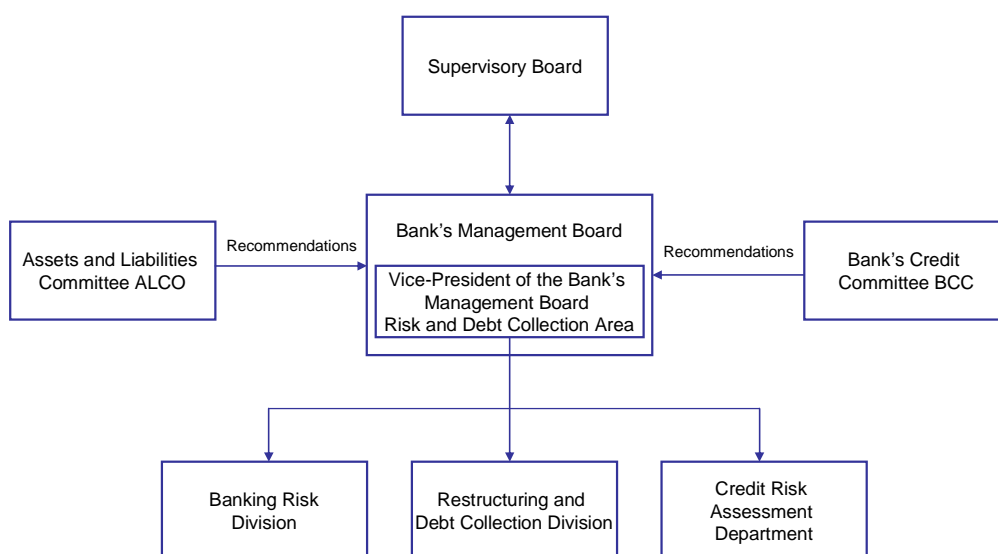 Supervisory Board
Bank's Management Board
Recommendations
Recommendations
Assets and Liabilities
Committee ALCO
Vice-President of the Bank's
Management Board
Risk and Debt Collection Area
Bank's Credit
Committee BCC
Banking Risk
Division
Restructuring and
Debt Collection Division
Credit Risk
Assessment
Department